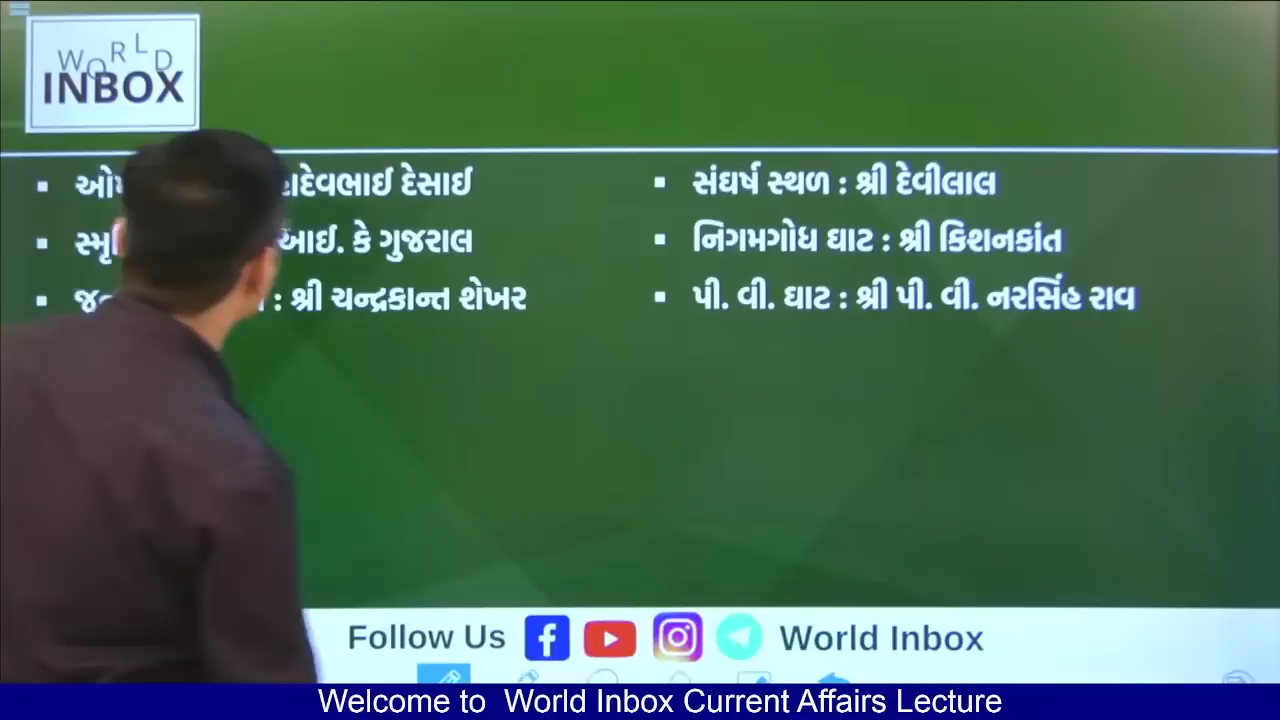 WORLD
INBOX
દેસાઈ
આઈ. કે ગુજરાલ
: શ્રી ચન્દ્રકાન્ત શેખર
સંઘર્ષ સ્થળ : શ્રી દેવીલાલ
નિગમગોધ ઘાટ : શ્રી કિશનકાંત
પી. વી. ઘાટ : શ્રી પી. વી. નરસિંહ રાવ
Follow Us World Inbox
Welcome to World Inbox Current Affairs Lecture